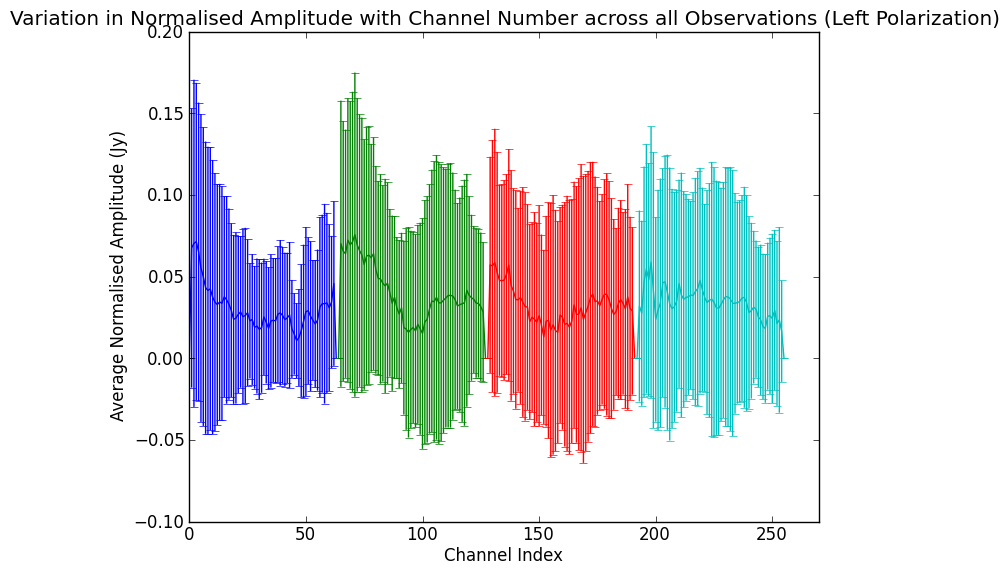 Variation in Normalised Amplitude with Channel Number across all Observations (Left Polarization)
0.20
0.15
0.10
0.05
0.00
−0.05
−0.10
Average Normalised Amplitude (Jy)
0 50 100 150 200 250
Channel Index